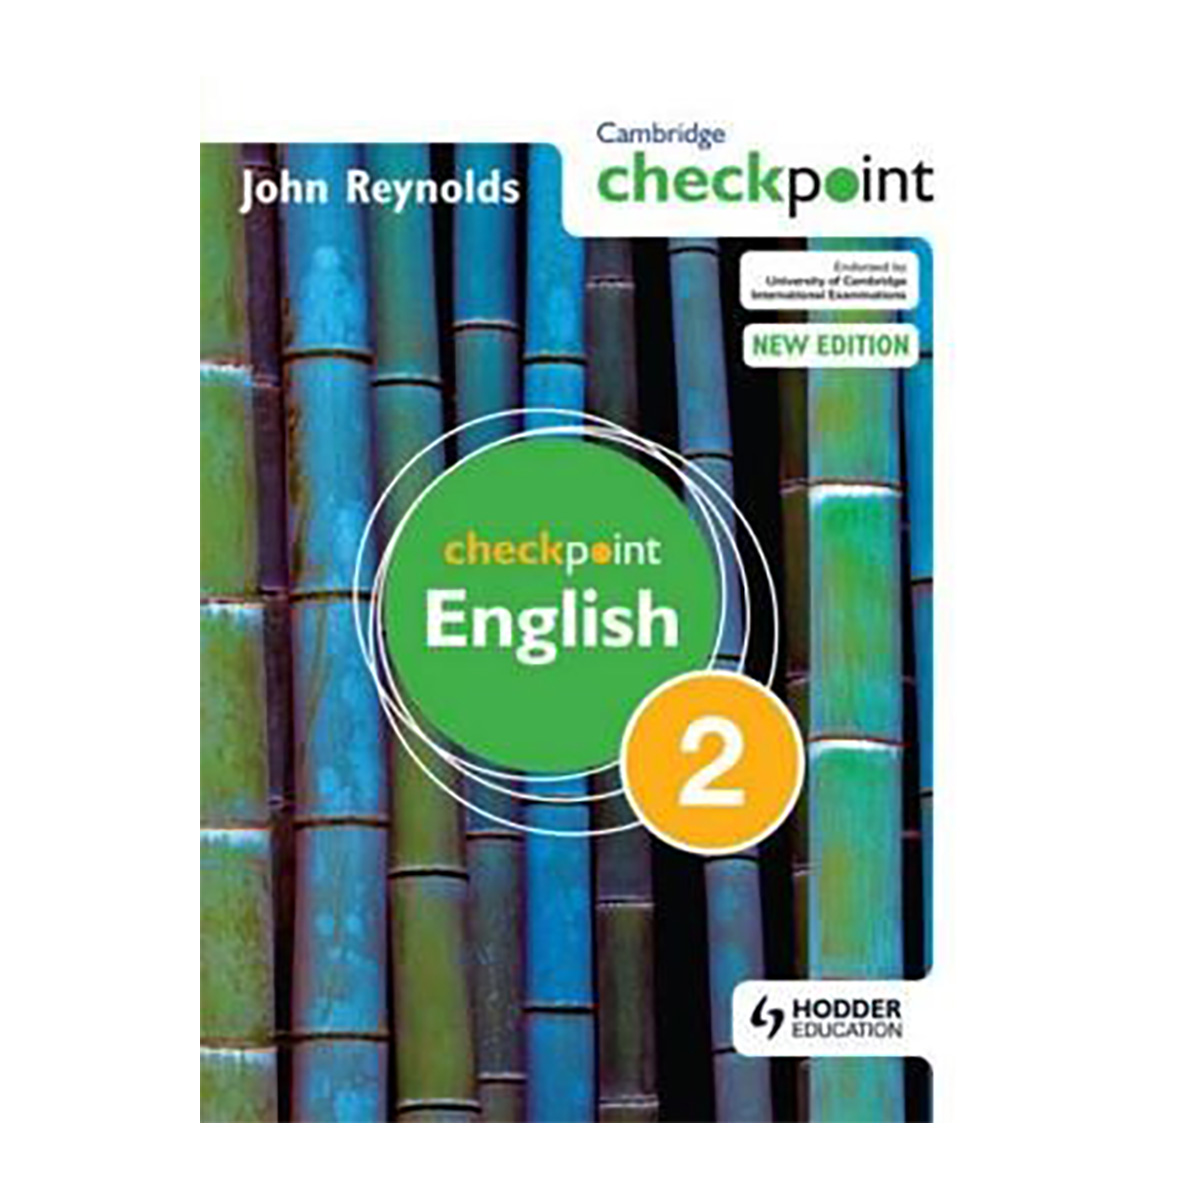 John Reynolds
Cambridge
checkpoint
Endorsed by
University of Cambridge
International Examinations
NEW EDITION
checkpoint
English
2
HODDER
EDUCATION